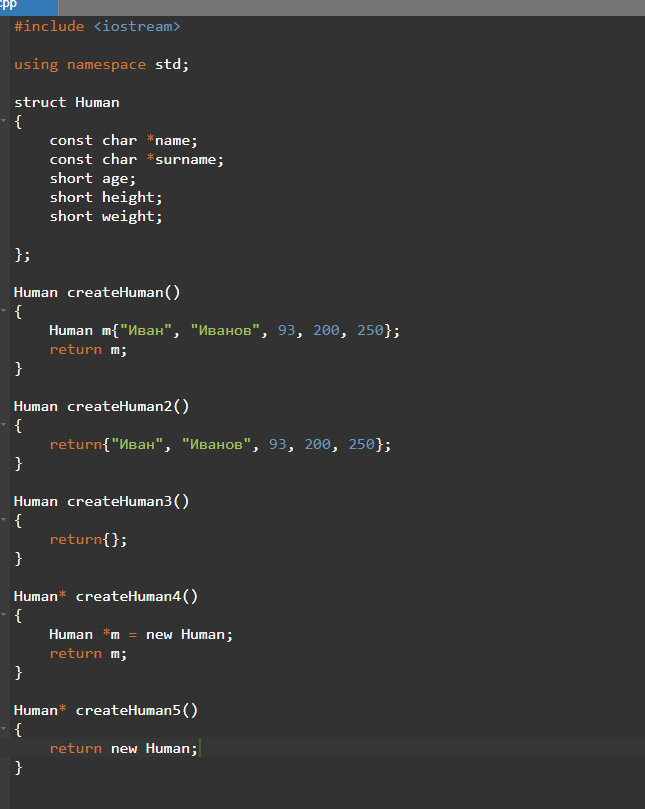 cpp
#include <iostream>
using namespace std;
struct Human
{
const char *name;
const char *surname;
short age;
short height;
short weight;
};
Human createHuman()
{
Human m{"Иван", "Иванов", 93, 200, 250};
return m;
}
Human createHuman2()
{
return{"Иван", "Иванов", 93, 200, 250};
}
Human createHuman3()
{
return{};
}
Human* createHuman4()
{
Human *m = new Human;
return m;
}
Human* createHuman5()
{
return new Human;
}